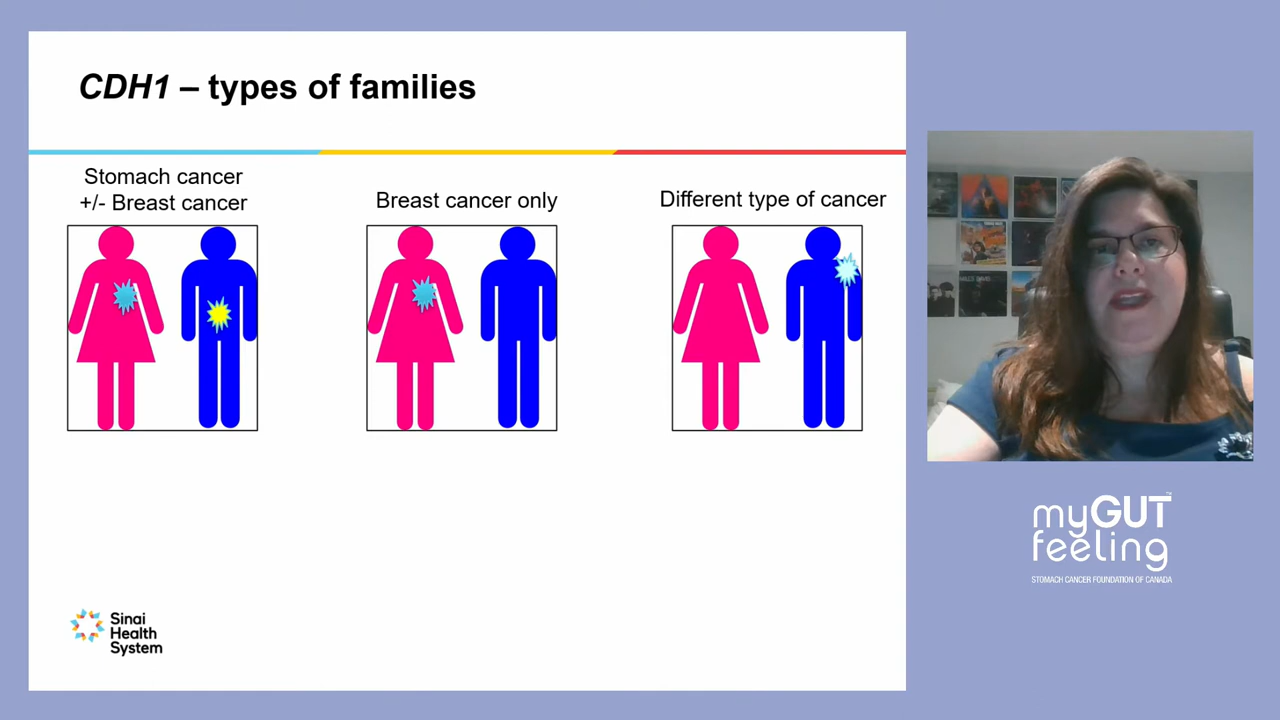 CDH1 – types of families
Stomach cancer
+/- Breast cancer
Breast cancer only
Different type of cancer
Sinai
Health
System
myGUT
feeling
STOMACH CANCER FOUNDATION OF CANADA